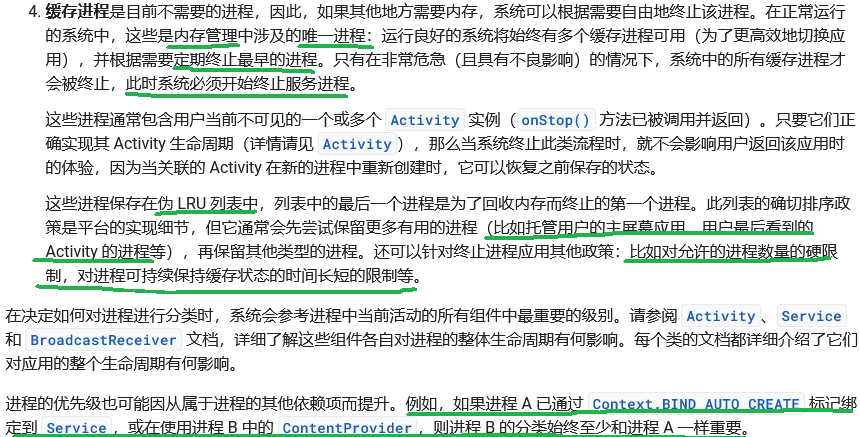 4. 缓存进程是目前不需要的进程，因此，如果其他地方需要内存，系统可以根据需要自由地终止该进程。在正常运行
的系统中，这些是内存管理中涉及的唯一进程：运行良好的系统将始终有多个缓存进程可用（为了更高效地切换应
用），并根据需要定期终止最早的进程。只有在非常危急（且具有不良影响）的情况下，系统中的所有缓存进程才
会被终止，此时系统必须开始终止服务进程。
这些进程通常包含用户当前不可见的一个或多个 Activity 实例（onStop() 方法已被调用并返回）。只要它们正
确实现其 Activity 生命周期（详情请见 Activity），那么当系统终止此类流程时，就不会影响用户返回该应用时
的体验，因为当关联的 Activity 在新的进程中重新创建时，它可以恢复之前保存的状态。
这些进程保存在伪 LRU 列表中，列表中的最后一个进程是为了回收内存而终止的第一个进程。此列表的确切排序政
策是平台的实现细节，但它通常会先尝试保留更多有用的进程（比如托管用户的主屏幕应用、用户最后看到的
Activity 的进程等），再保留其他类型的进程。还可以针对终止进程应用其他政策：比如对允许的进程数量的硬限
制，对进程可持续保持缓存状态的时间长短的限制等。
在决定如何对进程进行分类时，系统会参考进程中当前活动的所有组件中最重要的级别。请参阅 Activity、Service
和 BroadcastReceiver 文档，详细了解这些组件各自对进程的整体生命周期有何影响。每个类的文档都详细介绍了它们
对应用的整个生命周期有何影响。
进程的优先级也可能因从属于进程的其他依赖项而提升。例如，如果进程 A 已通过 Context.BIND_AUTO_CREATE 标记绑
定到 Service，或在使用进程 B 中的 ContentProvider，则进程 B 的分类始终至少和进程 A 一样重要。